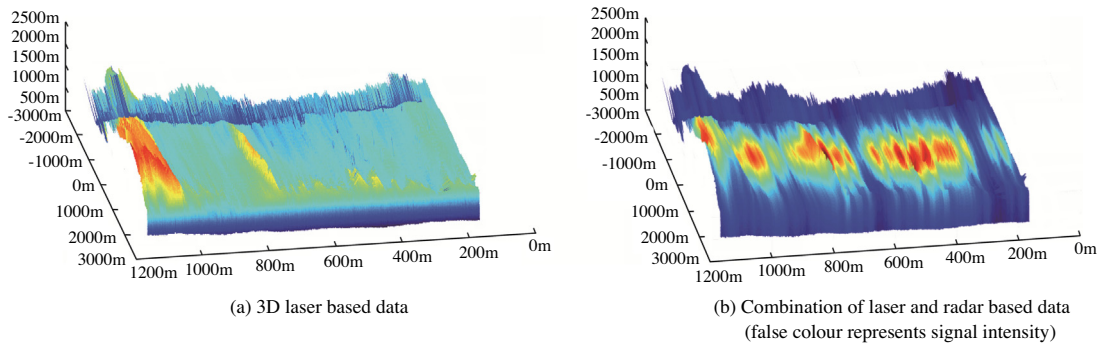 2500m
2000m
1500m
1000m
500m
-3000m
-2000m
-1000m
0m
1000m
2000m
3000m
1200m
1000m
800m
600m
400m
200m
0m
(a) 3D laser based data
2500m
2000m
1500m
1000m
500m
-3000m
-2000m
-1000m
0m
1000m
2000m
3000m
1200m
1000m
800m
600m
400m
200m
0m
(b) Combination of laser and radar based data
(false colour represents signal intensity)